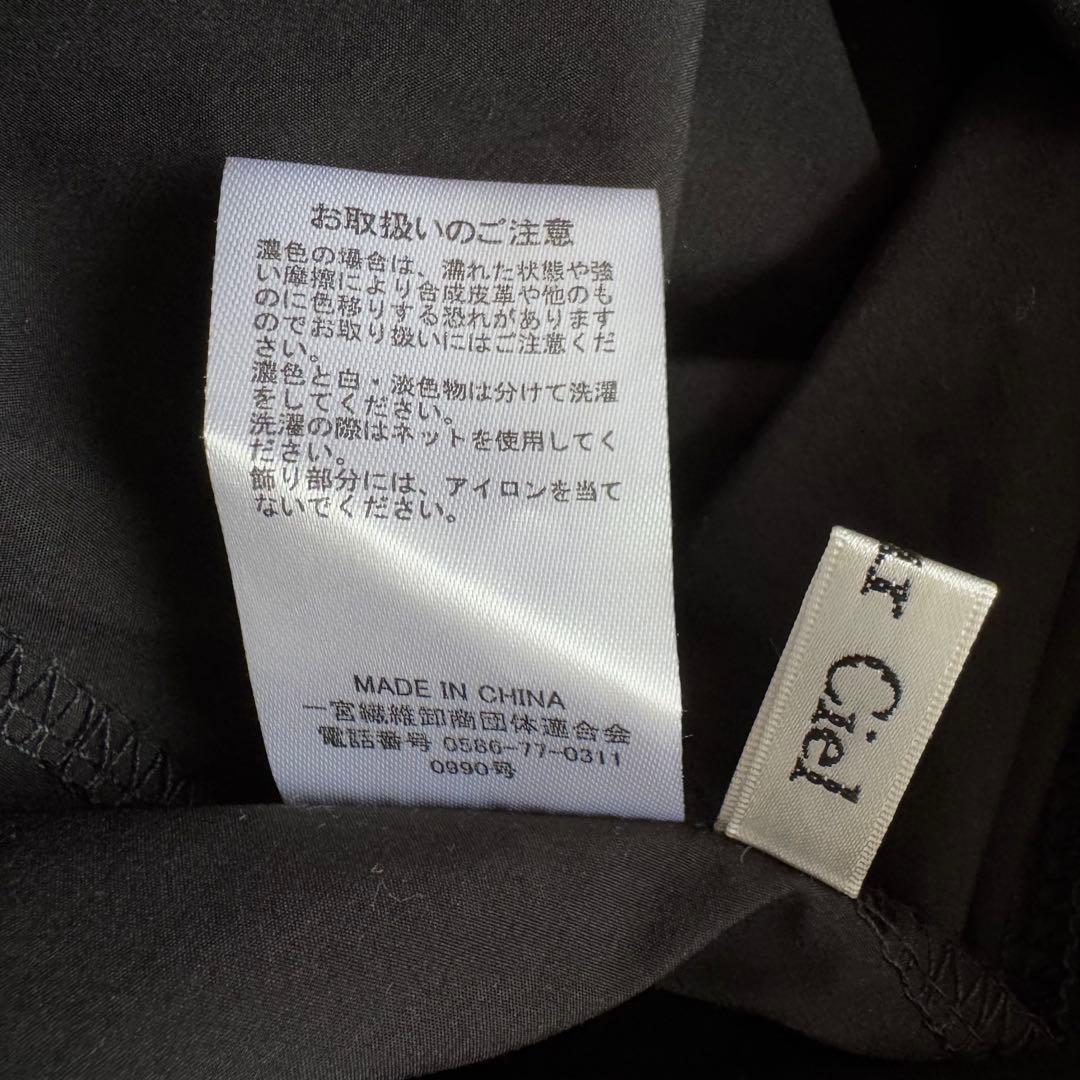 お取扱いのご注意
濃色の場合は、濡れた状態や強
い摩擦により合成皮革や他のも
のに色移りする恐れがあります
のでお取り扱いにはご注意くだ
さい。
濃色と白・淡色物は分けて洗濯
をしてください。
洗濯の際はネットを使用してく
ださい。
飾り部分には、アイロンを当て
ないでください。
MADE IN CHINA
一宮繊維卸商団体連合会
電話番号 0586-77-0311
0990号
Ciel